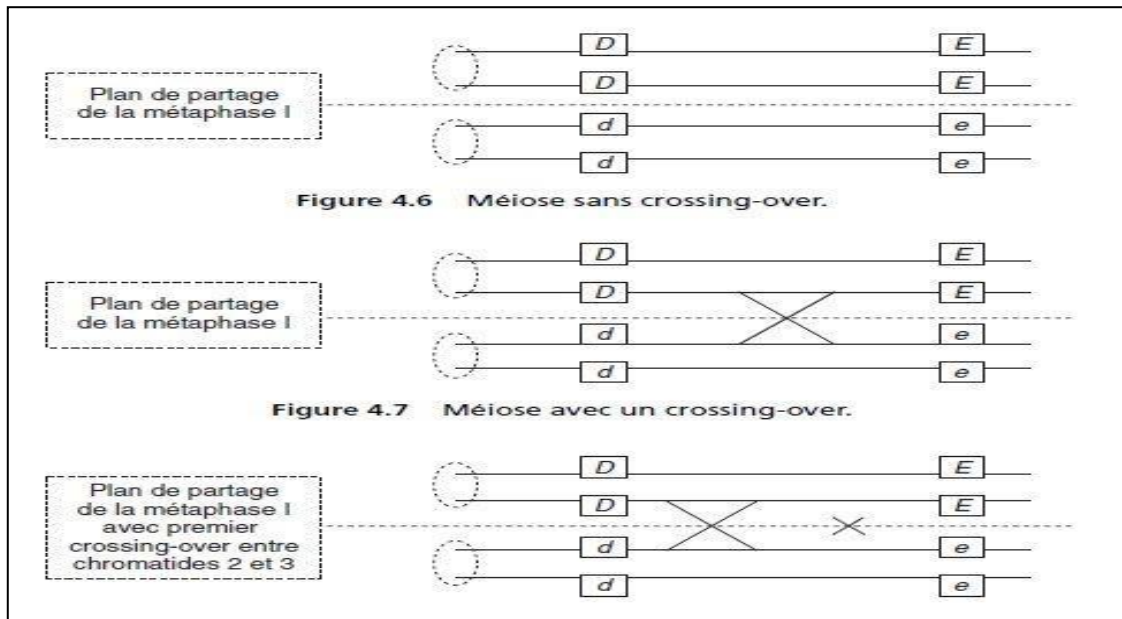 D E
D E
Plan de partage
de la métaphase I
d e
d e
Figure 4.6 Méiose sans crossing-over.
D E
D E
Plan de partage
de la métaphase I
d e
d e
Figure 4.7 Méiose avec un crossing-over.
D E
Plan de partage
de la métaphase I
avec premier
crossing-over entre
chromatides 2 et 3
D E
d e
d e